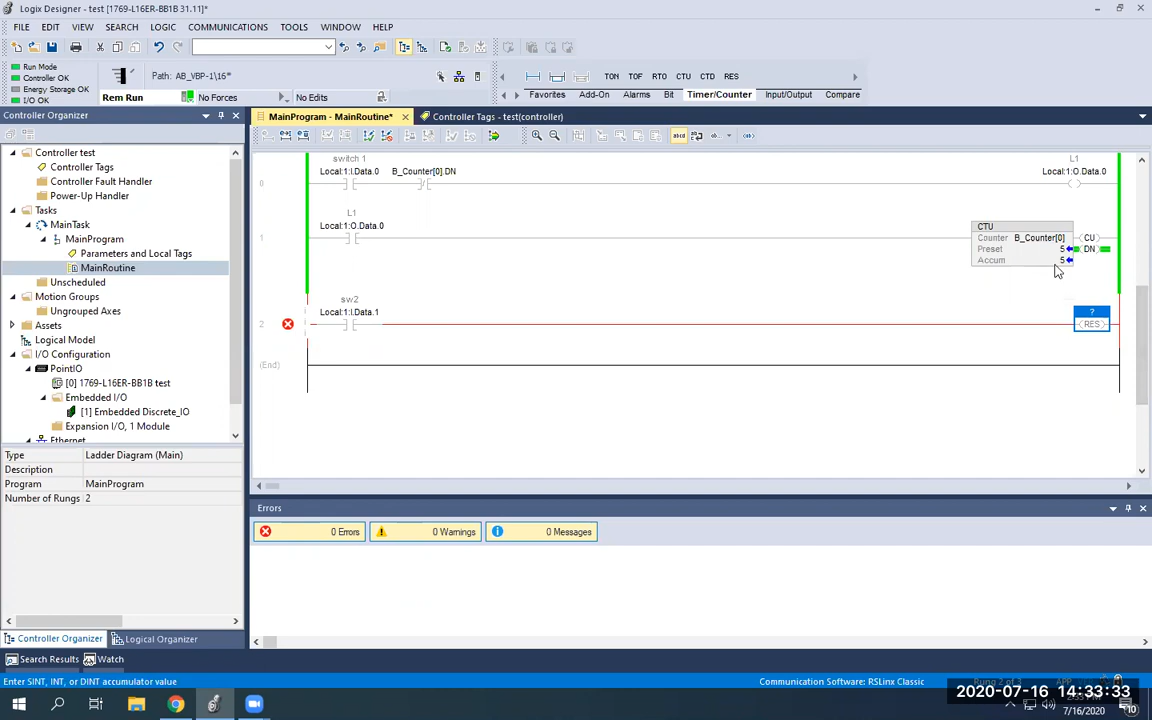 Logix Designer - test [1769-L16ER-BB1B 31.11]*
FILE EDIT VIEW SEARCH LOGIC COMMUNICATIONS TOOLS WINDOW HELP
Run Mode
Controller OK
Energy Storage OK
I/O OK
Path: AB_VBP-1\16*
Rem Run
No Forces
No Edits
TON TOF RTO CTU CTD RES
Favorites Add-On Alarms Bit Timer/Counter Input/Output Compare
Controller Organizer
MainProgram - MainRoutine*
Controller Tags - test(controller)
Controller test
Controller Tags
Controller Fault Handler
Power-Up Handler
Tasks
MainTask
MainProgram
Parameters and Local Tags
MainRoutine
Unscheduled
Motion Groups
Ungrouped Axes
Assets
Logical Model
I/O Configuration
PointIO
[0] 1769-L16ER-BB1B test
Embedded I/O
[1] Embedded Discrete_IO
Expansion I/O, 1 Module
Ethernet
Type Ladder Diagram (Main)
Description
Program MainProgram
Number of Rungs 2
switch 1
Local:1:I.Data.0 B_Counter[0].DN
L1
Local:1:O.Data.0
0
L1
Local:1:O.Data.0
1
CTU
Counter B_Counter[0]
Preset 5
Accum 5
CU
DN
sw2
Local:1:I.Data.1
2
?
RES
(End)
Errors
0 Errors
0 Warnings
0 Messages
Controller Organizer
Logical Organizer
Search Results
Watch
Enter SINT, INT, or DINT accumulator value
Communication Software: RSLinx Classic
2020-07-16 14:33:33
7/16/2020
10